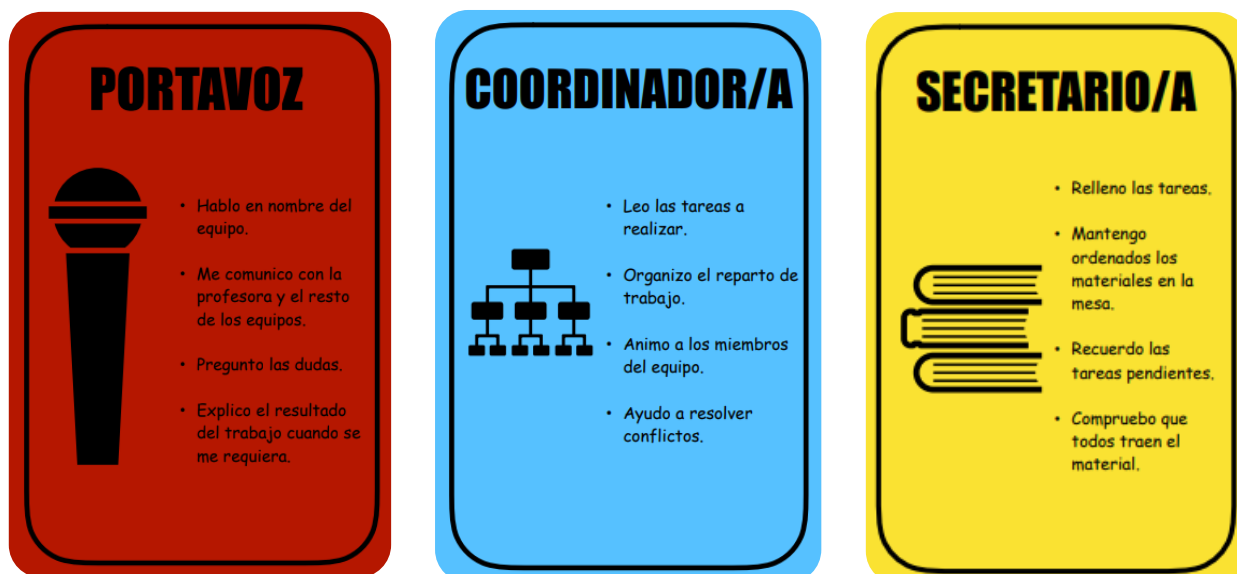 PORTAVOZ
• Hablo en nombre del
equipo.
• Me comunico con la
profesora y el resto
de los equipos.
• Pregunto las dudas.
• Explico el resultado
del trabajo cuando se
me requiera.
COORDINADOR/A
• Leo las tareas a
realizar.
• Organizo el reparto de
trabajo.
• Animo a los miembros
del equipo.
• Ayudo a resolver
conflictos.
SECRETARIO/A
• Relleno las tareas.
• Mantengo
ordenados los
materiales en la
mesa.
• Recuerdo las
tareas pendientes.
• Compruebo que
todos traen el
material.